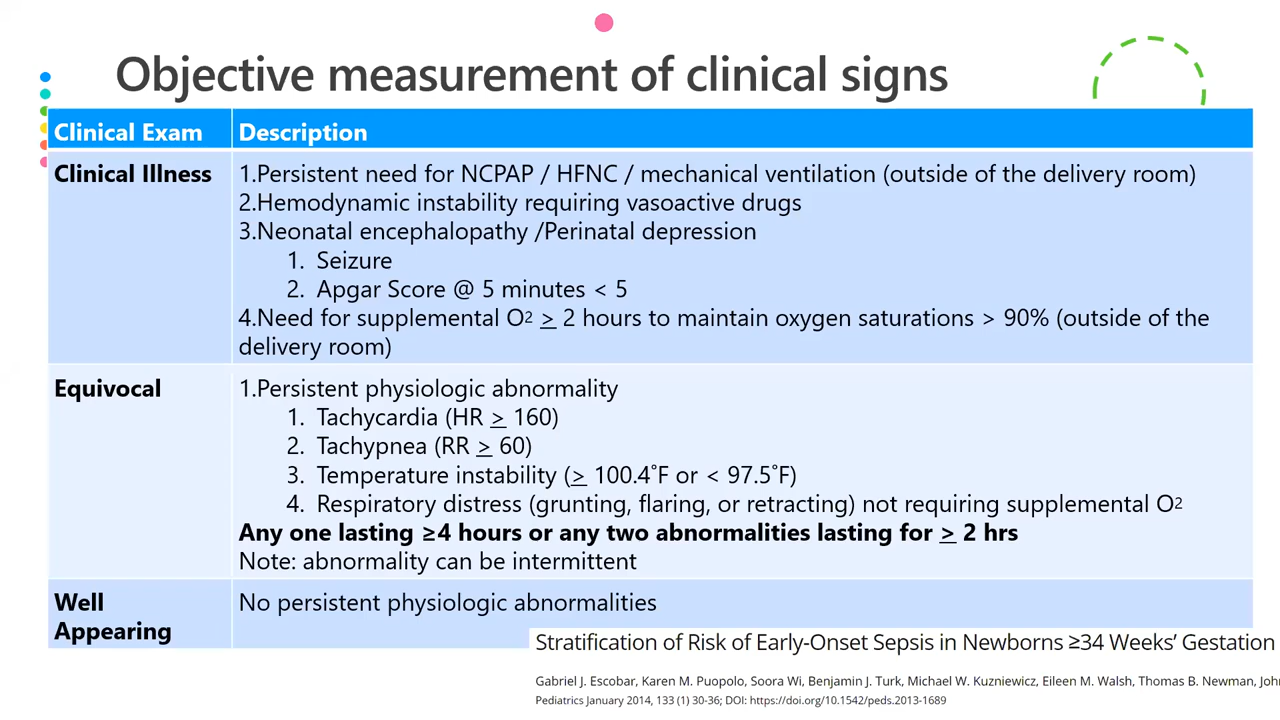 Objective measurement of clinical signs
Clinical Exam Description
Clinical Illness 1.Persistent need for NCPAP / HFNC / mechanical ventilation (outside of the delivery room)
2.Hemodynamic instability requiring vasoactive drugs
3.Neonatal encephalopathy /Perinatal depression
1. Seizure
2. Apgar Score @ 5 minutes < 5
4.Need for supplemental O2 ≥ 2 hours to maintain oxygen saturations > 90% (outside of the
delivery room)
Equivocal 1.Persistent physiologic abnormality
1. Tachycardia (HR ≥ 160)
2. Tachypnea (RR ≥ 60)
3. Temperature instability (≥ 100.4˚F or < 97.5˚F)
4. Respiratory distress (grunting, flaring, or retracting) not requiring supplemental O2
Any one lasting ≥4 hours or any two abnormalities lasting for ≥ 2 hrs
Note: abnormality can be intermittent
Well No persistent physiologic abnormalities
Appearing
Stratification of Risk of Early-Onset Sepsis in Newborns ≥34 Weeks’ Gestation
Gabriel J. Escobar, Karen M. Puopolo, Soora Wi, Benjamin J. Turk, Michael W. Kuzniewicz, Eileen M. Walsh, Thomas B. Newman,
Pediatrics January 2014, 133 (1) 30-36; DOI: https://doi.org/10.1542/peds.2013-1689